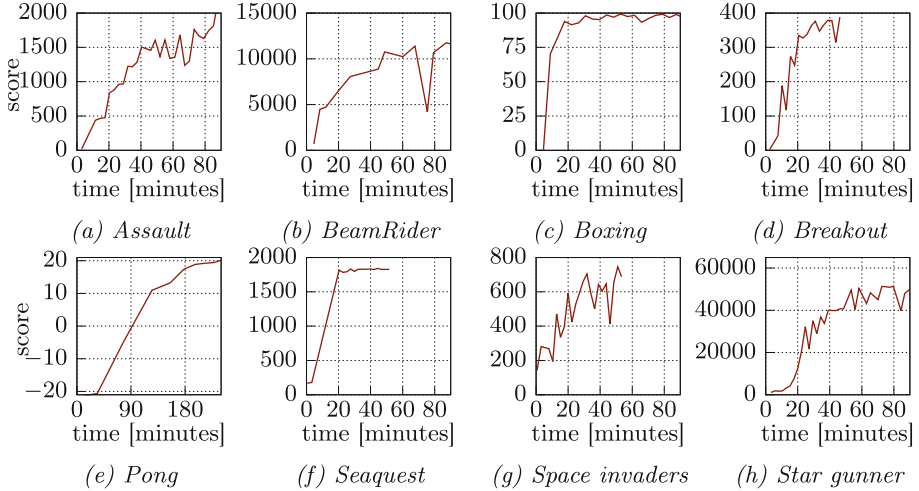 2000 15000 100 400
1500 10000 75 300
1000 50 200
500 5000 25 100
0 0 0 0
score
0 20 40 60 80 0 20 40 60 80 0 20 40 60 80 0 20 40 60 80
time [minutes] time [minutes] time [minutes] time [minutes]
(a) Assault (b) BeamRider (c) Boxing (d) Breakout
20 2000 800 60000
10 1500 600 40000
0 1000 400
−10 500 200 20000
−20 0 0 0
score
0 90 180 0 20 40 60 80 0 20 40 60 80 0 20 40 60 80
time [minutes] time [minutes] time [minutes] time [minutes]
(e) Pong (f) Seaquest (g) Space invaders (h) Star gunner